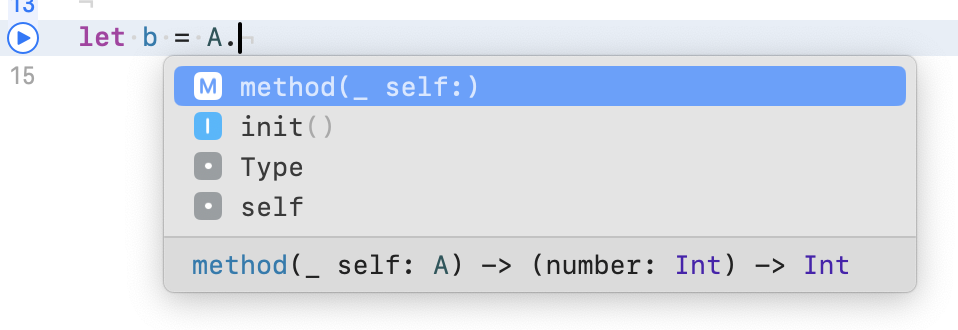 13
let b = A.
15
M method(_ self:)
I init()
Type
self
method(_ self: A) -> (number: Int) -> Int